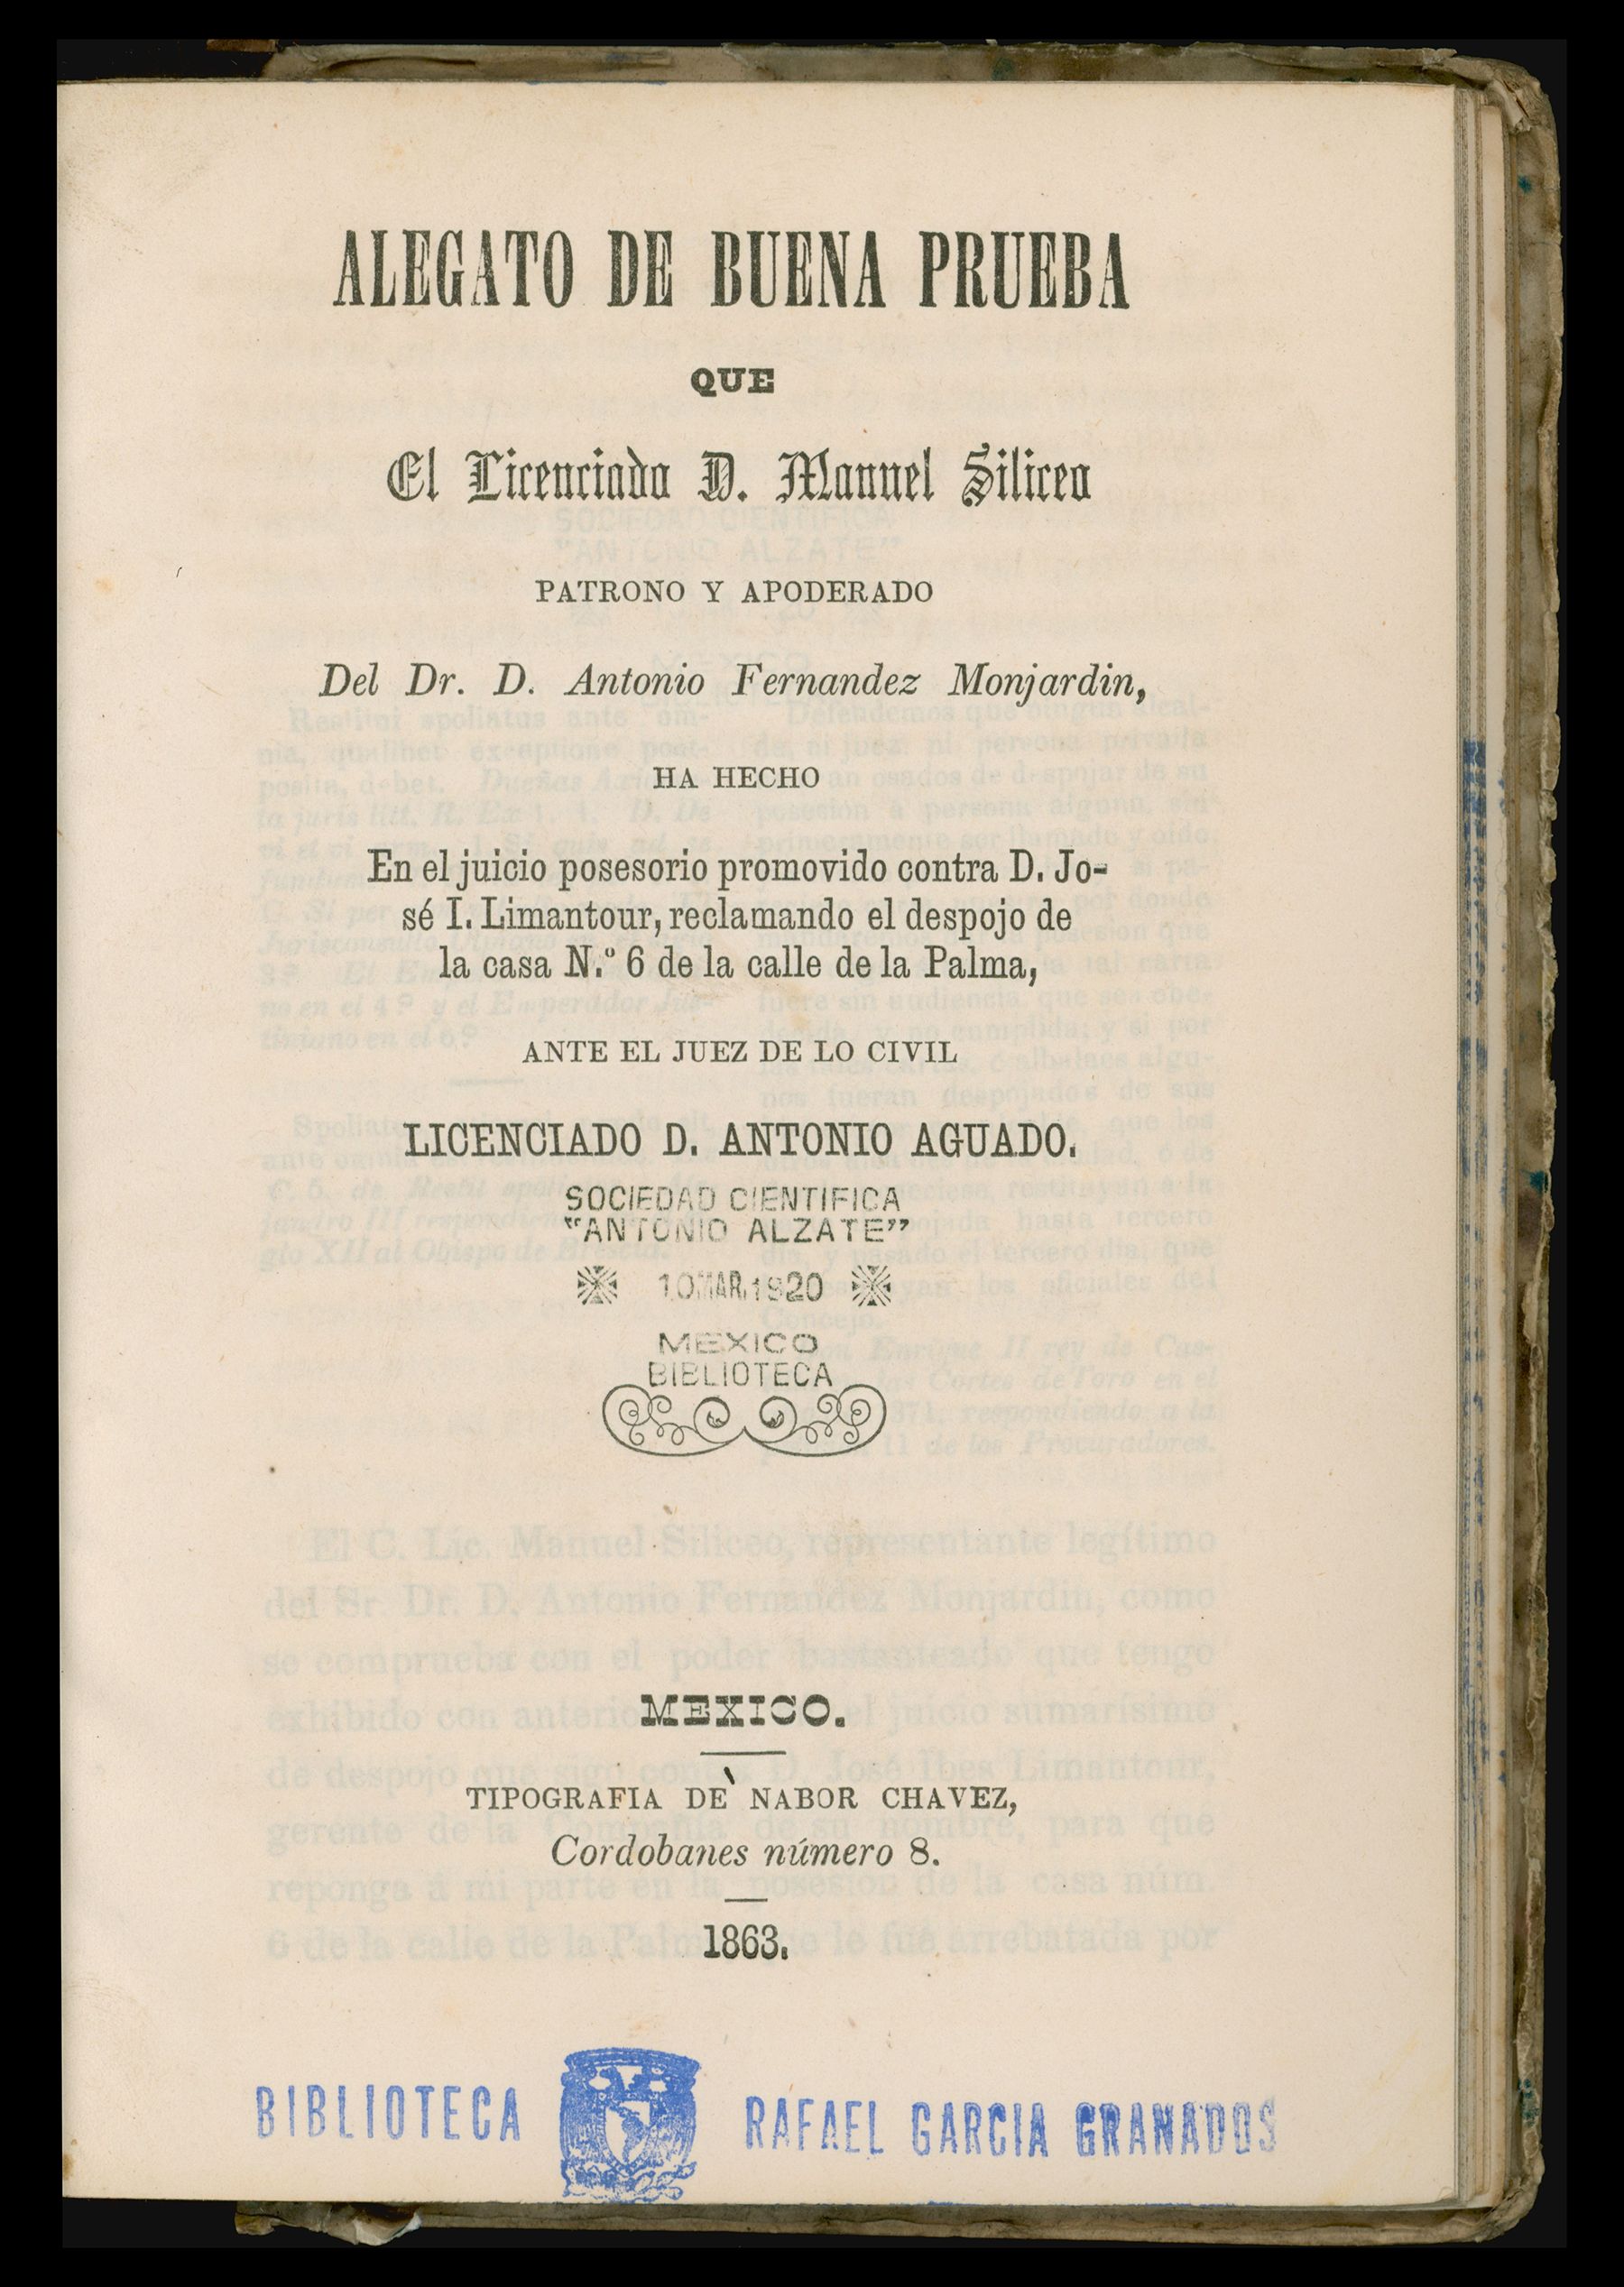 ALEGATO DE BUENA PRUEBA
QUE
El Licenciado D. Manuel Siliceo
PATRONO Y APODERADO
Del Dr. D. Antonio Fernandez Monjardin,
HA HECHO
En el juicio posesorio promovido contra D. Jo-
sé I. Limantour, reclamando el despojo de
la casa N.º 6 de la calle de la Palma,
ANTE EL JUEZ DE LO CIVIL
LICENCIADO D. ANTONIO AGUADO.
SOCIEDAD CIENTIFICA
"ANTONIO ALZATE"
10 MAR. 1920
MEXICO
BIBLIOTECA
MEXICO.
TIPOGRAFIA DE NABOR CHAVEZ,
Cordobanes número 8.
1863.
BIBLIOTECA RAFAEL GARCIA GRANADOS